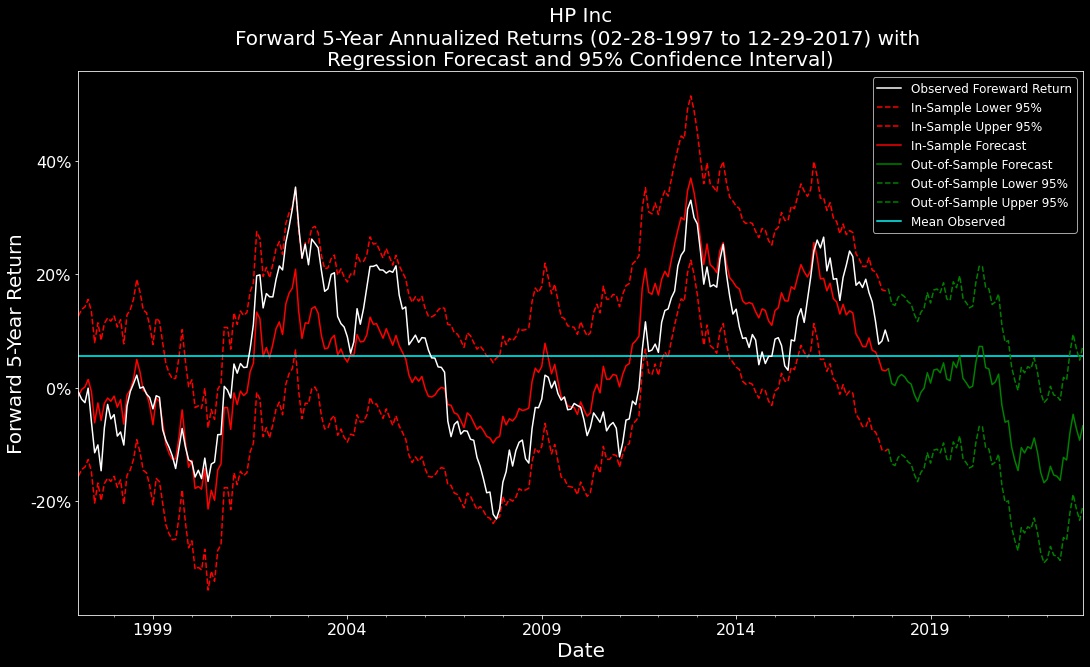 HP Inc
Forward 5-Year Annualized Returns (02-28-1997 to 12-29-2017) with
Regression Forecast and 95% Confidence Interval)
Observed Foreward Return
In-Sample Lower 95%
In-Sample Upper 95%
In-Sample Forecast
Out-of-Sample Forecast
Out-of-Sample Lower 95%
Out-of-Sample Upper 95%
Mean Observed
Forward 5-Year Return
40%
20%
0%
-20%
1999
2004
2009
2014
2019
Date